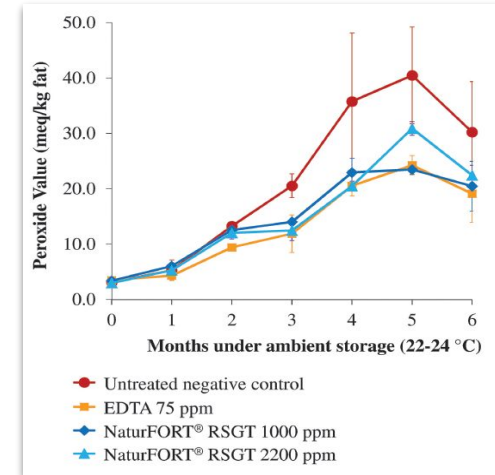 50.0
40.0
30.0
20.0
10.0
0.0
Peroxide Value (meq/kg fat)
0 1 2 3 4 5 6
Months under ambient storage (22-24 °C)
Untreated negative control
EDTA 75 ppm
NaturFORT® RSGT 1000 ppm
NaturFORT® RSGT 2200 ppm